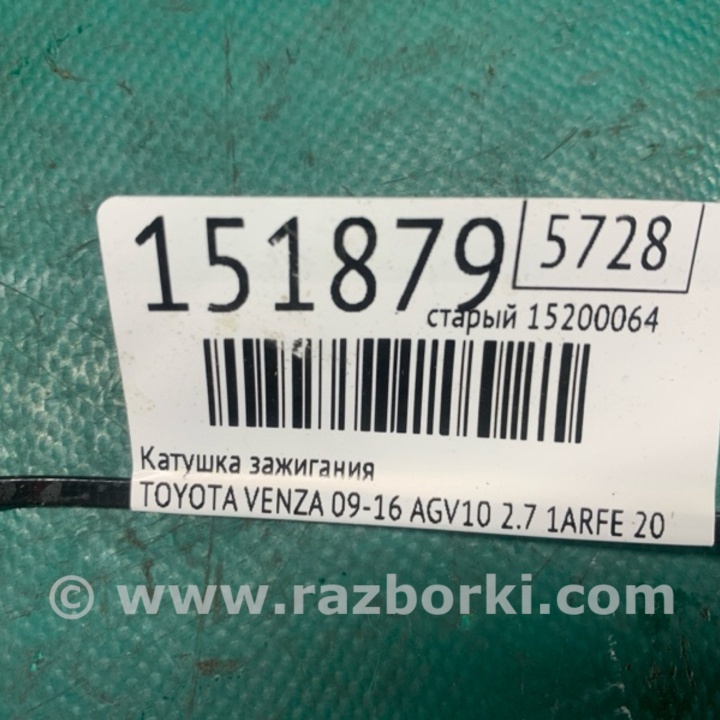 151879 5728
старый 15200064
Катушка зажигания
TOYOTA VENZA 09-16 AGV10 2.7 1ARFE 20
© www.razborki.com